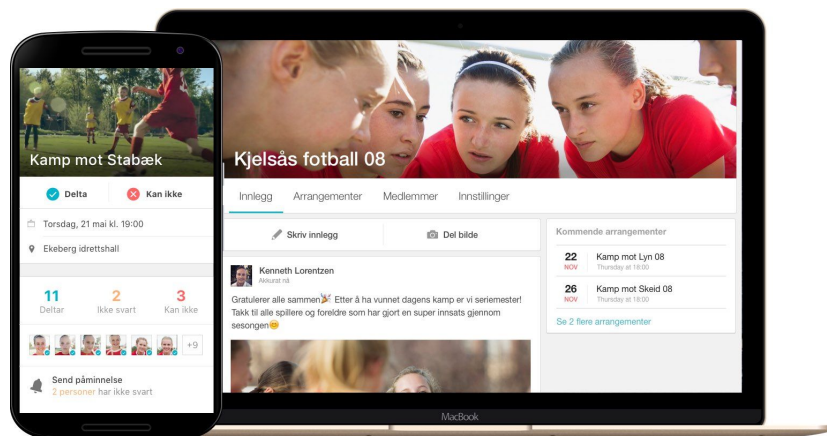 Kamp mot Stabæk
Delta
Kan ikke
Torsdag, 21 mai kl. 19:00
Ekeberg idrettshall
11
2
3
Deltar
Ikke svart
Kan ikke
+9
Send påminnelse
2 personer har ikke svart
Kjelsås fotball 08
Innlegg
Arrangementer
Medlemmer
Innstillinger
Skriv innlegg
Del bilde
Kenneth Lorentzen
Akkurat nå
Gratulerer alle sammen🎉 Etter å ha vunnet dagens kamp er vi seriemester!
Takk til alle spillere og foreldre som har gjort en super innsats gjennom
sesongen😊
Kommende arrangementer
22
NOV
Kamp mot Lyn 08
Thursday at 18:00
26
NOV
Kamp mot Skeid 08
Thursday at 18:00
Se 2 flere arrangementer
MacBook